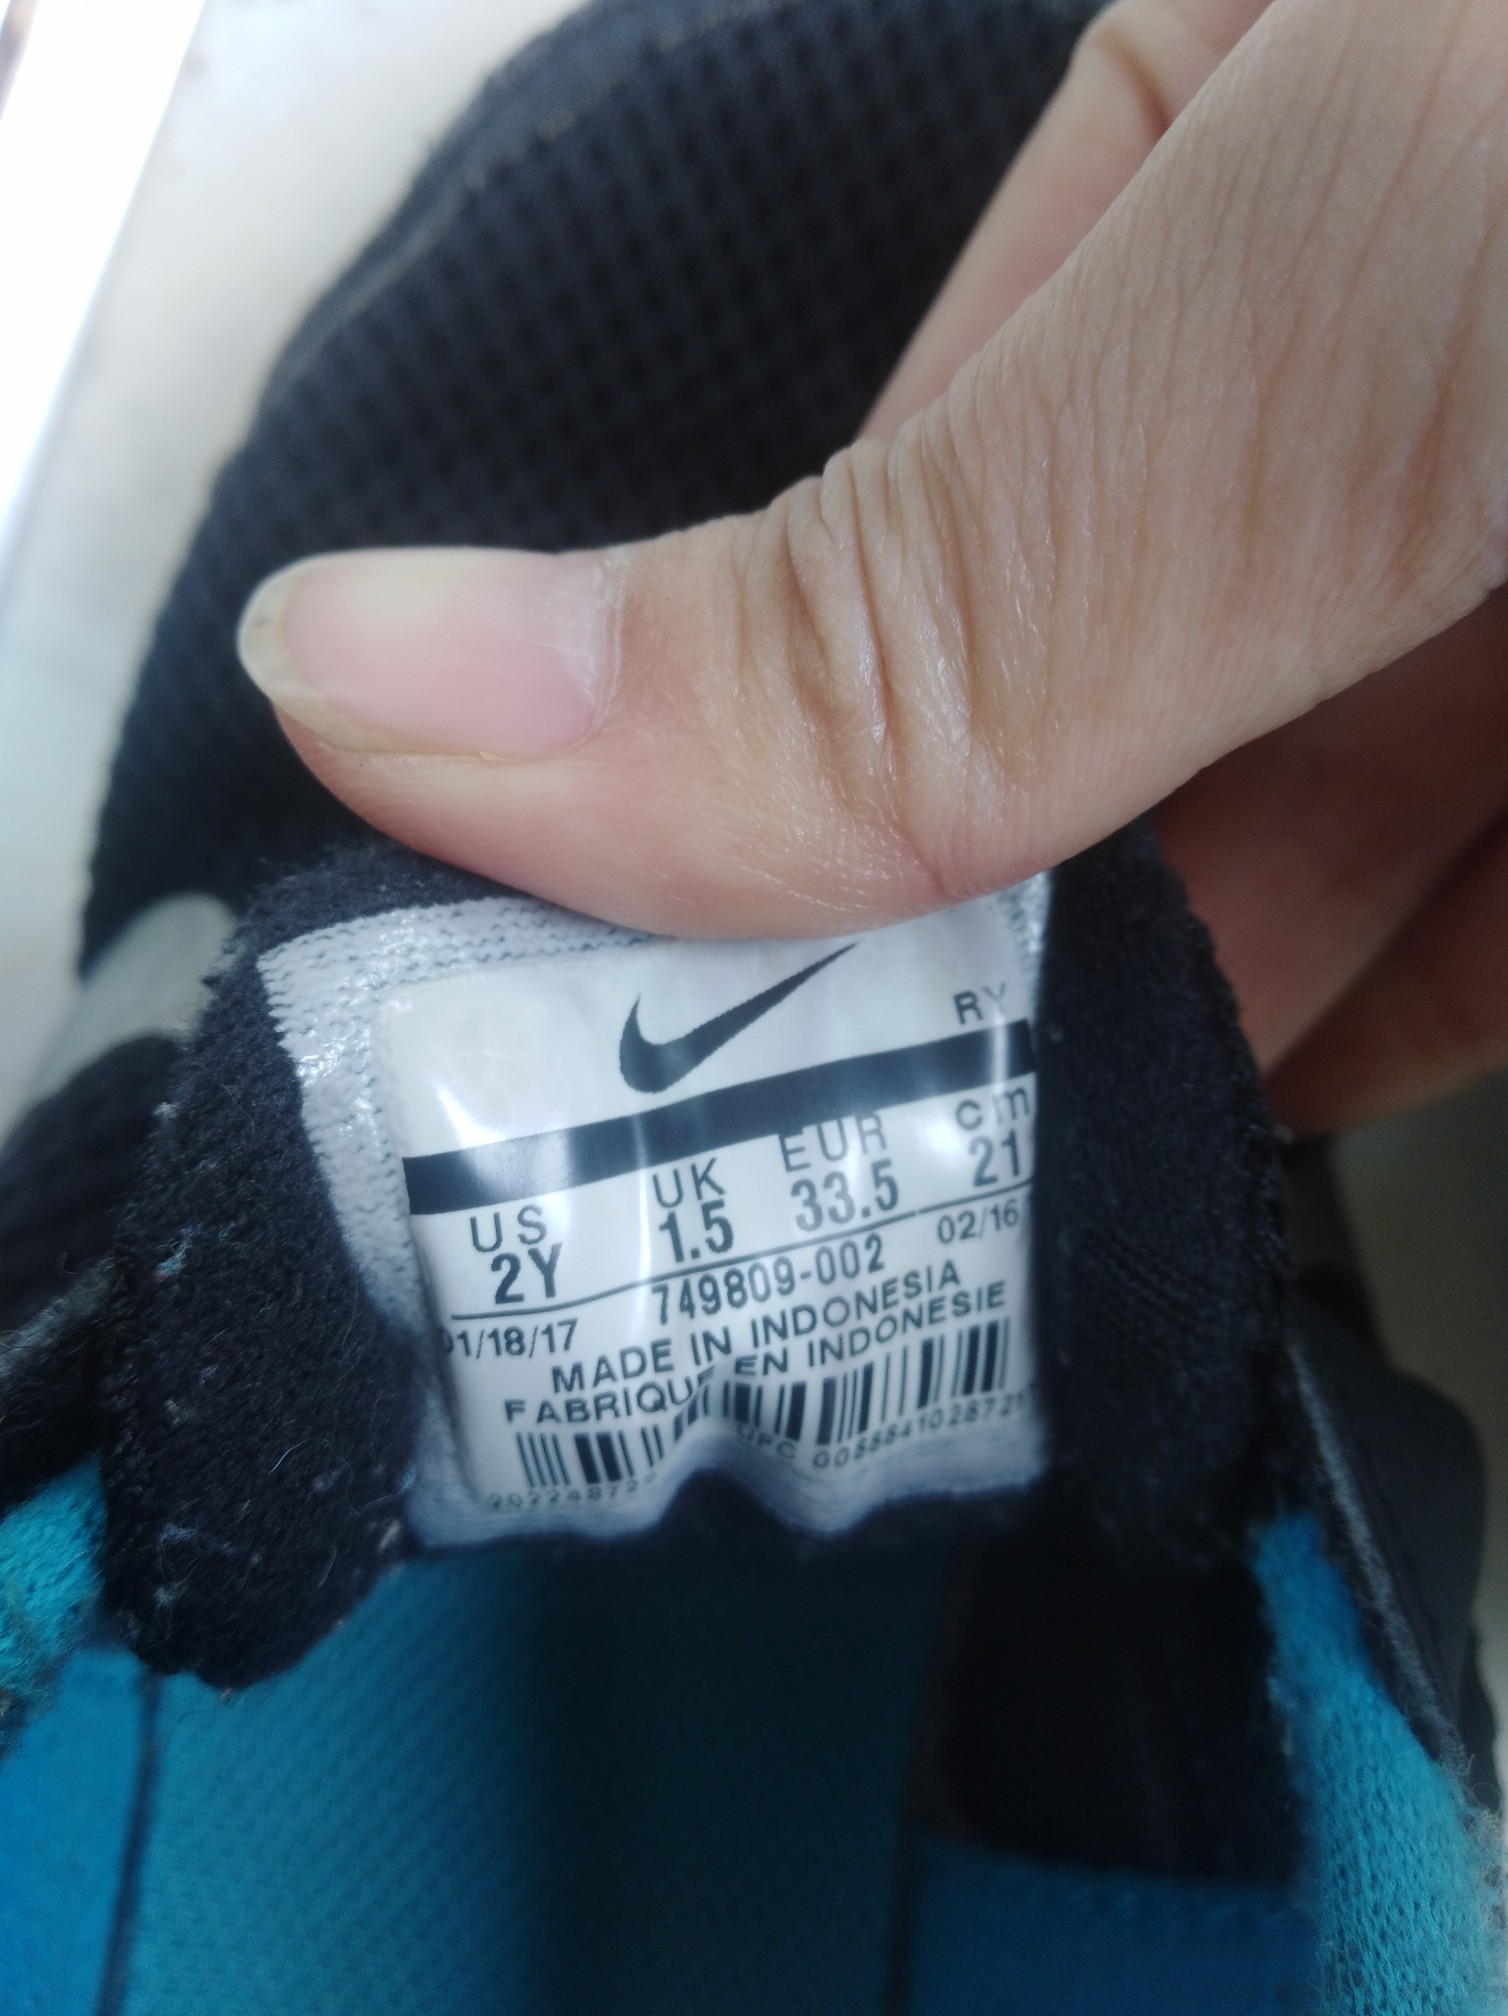 RY
US UK EUR cm
2Y 1.5 33.5 21
749809-002 02/16
01/18/17
MADE IN INDONESIA
FABRIQUE EN INDONESIE